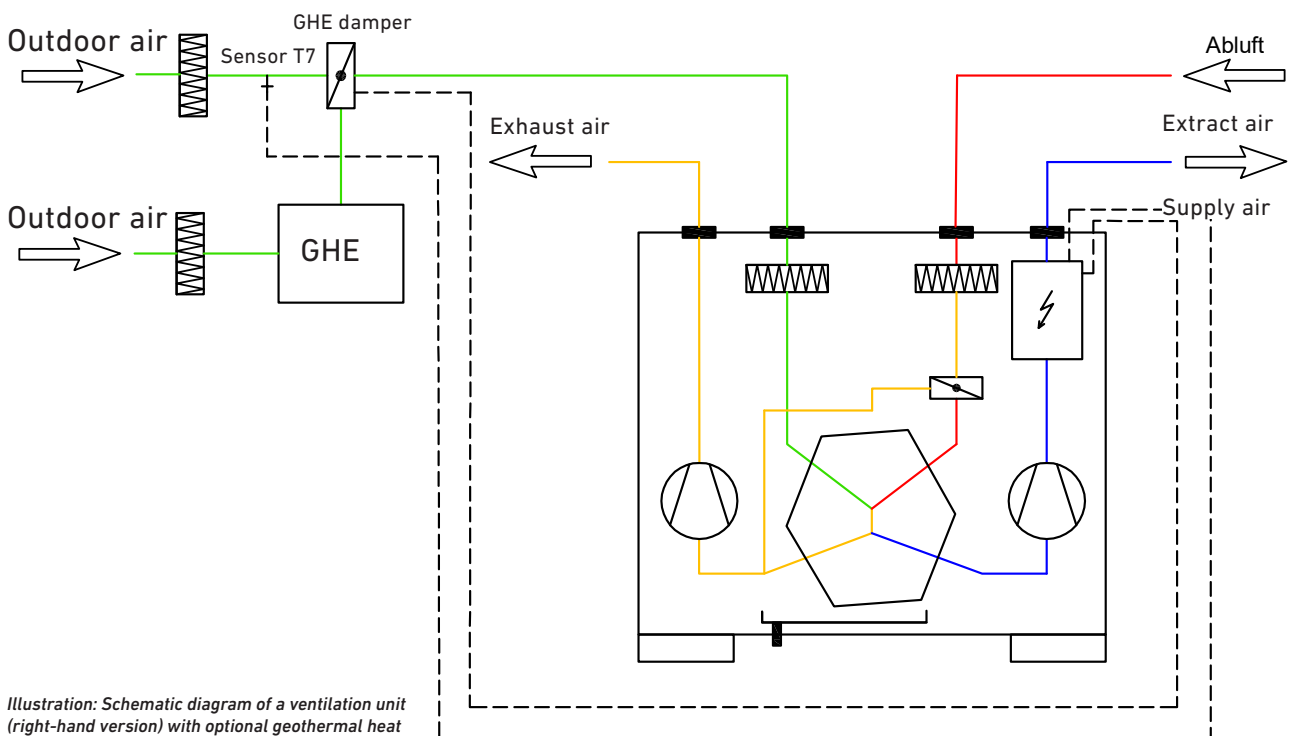 GHE damper
Outdoor air
Sensor T7
Abluft
Exhaust air
Extract air
Outdoor air
Supply air
GHE
Illustration: Schematic diagram of a ventilation unit
(right-hand version) with optional geothermal heat